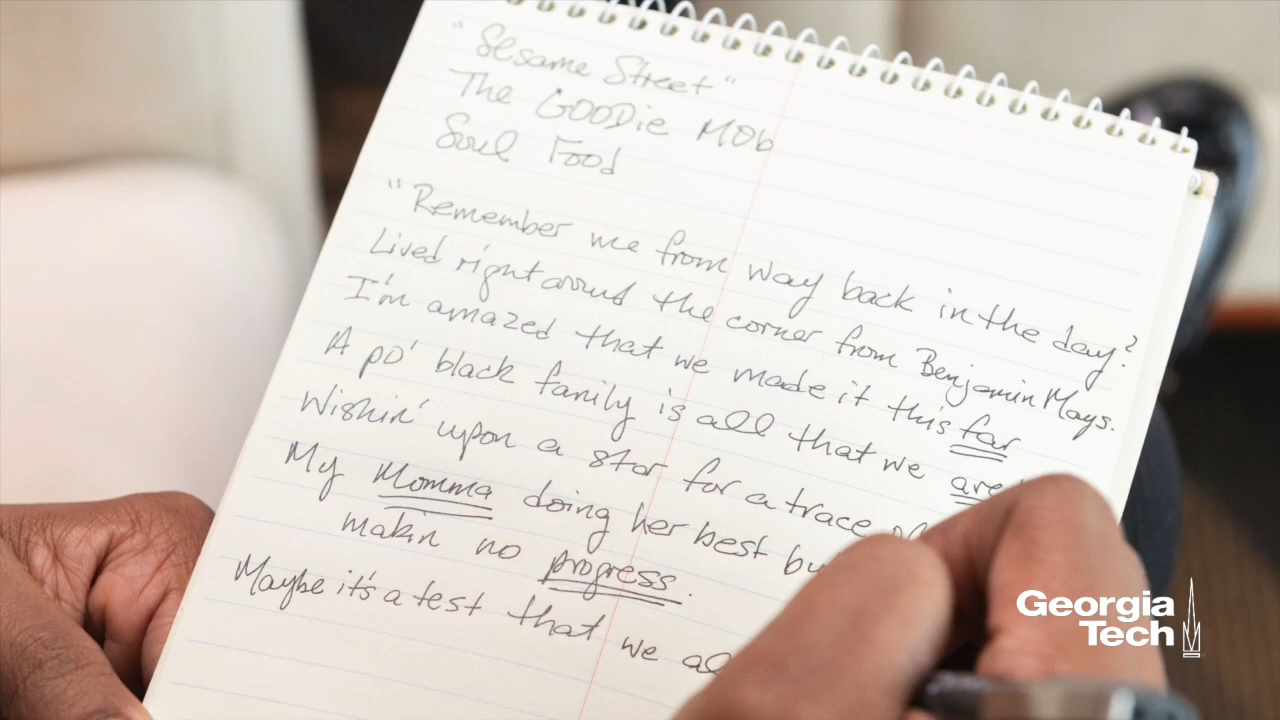 "Sesame Street"
The GOODie MOb
Soul Food
"Remember me from way back in the day?
Lived right around the corner from Benjamin Mays.
I'm amazed that we made it this far
A po' black family is all that we are
Wishin' upon a star for a trace of
My Momma doing her best bu
makin no progress.
Maybe it's a test that we al
Georgia
Tech